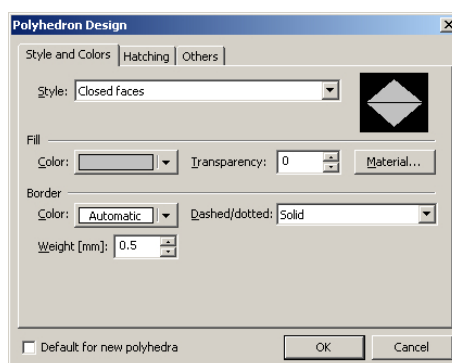 Polyhedron Design
Style and Colors Hatching Others
Style: Closed faces
Fill
Color: Transparency: 0 Material...
Border
Color: Automatic Dashed/dotted: Solid
Weight [mm]: 0.5
Default for new polyhedra OK Cancel